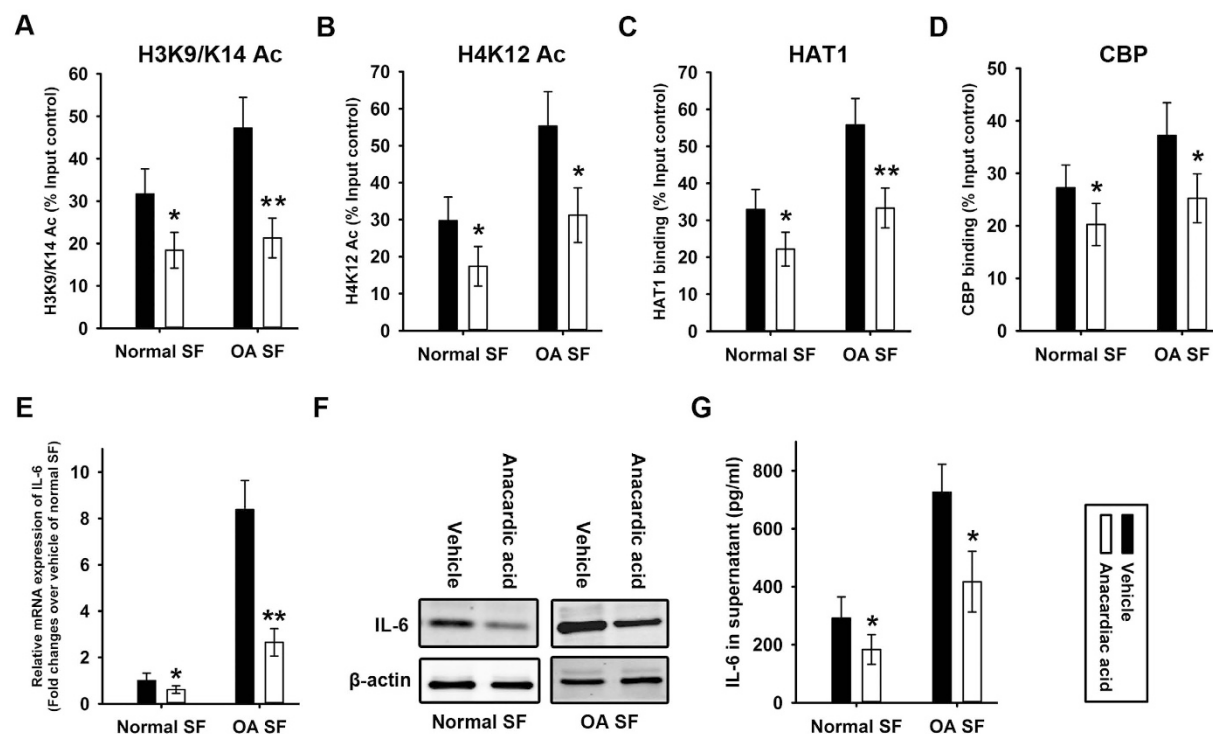 A
H3K9/K14 Ac
H3K9/K14 Ac (% Input control)
60
50
40
30
20
10
0
*
**
Normal SF
OA SF
B
H4K12 Ac
H4K12 Ac (% Input control)
70
60
50
40
30
20
10
0
*
*
Normal SF
OA SF
C
HAT1
HAT1 binding (% Input control)
70
60
50
40
30
20
10
0
*
**
Normal SF
OA SF
D
CBP
CBP binding (% Input control)
50
40
30
20
10
0
*
*
Normal SF
OA SF
E
Relative mRNA expression of IL-6
(Fold changes over vehicle of normal SF)
10
8
6
4
2
0
*
**
Normal SF
OA SF
F
Vehicle
Anacardic acid
Vehicle
Anacardic acid
IL-6
β-actin
Normal SF
OA SF
G
IL-6 in supernatant (pg/ml)
800
600
400
200
0
*
*
Normal SF
OA SF
Vehicle
Anacardiac acid